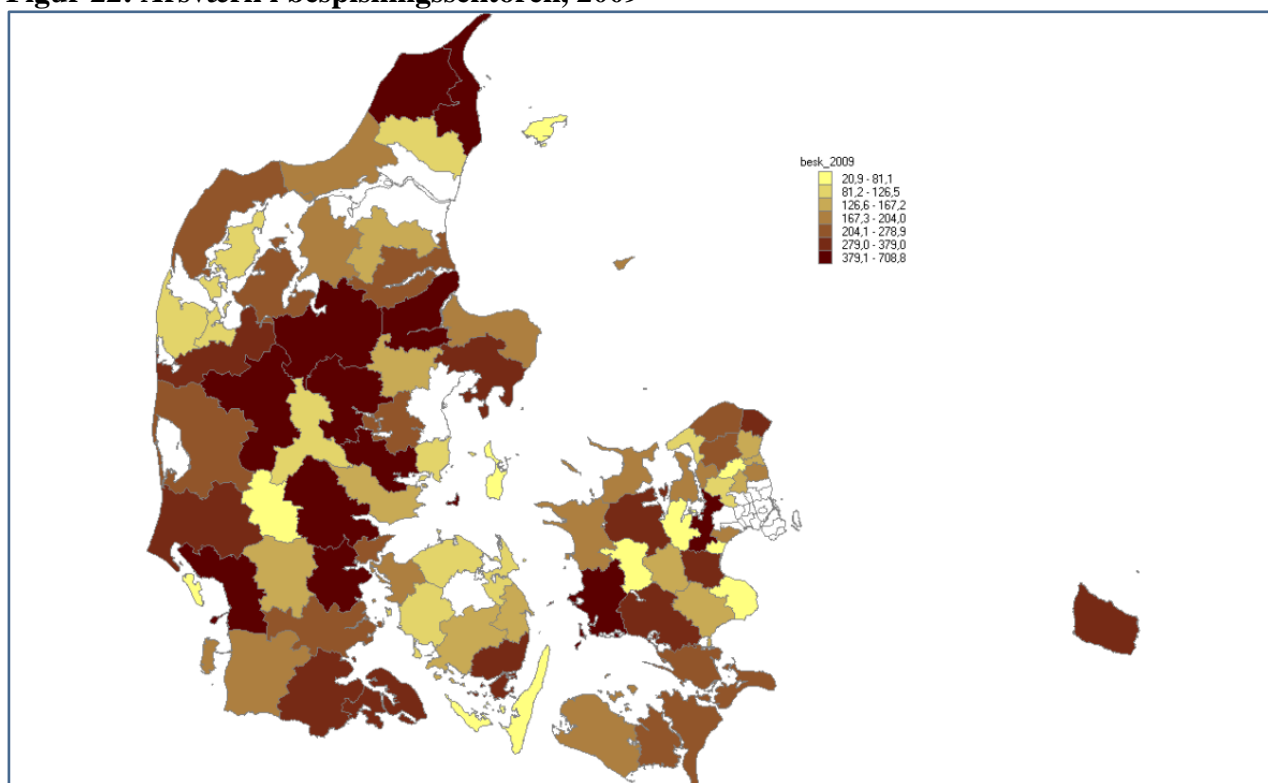 Figur 22: Årsværk i bespisningssektoren, 2009
besk_2009
20,9 - 81,1
81,2 - 126,5
126,6 - 167,2
167,3 - 204,0
204,1 - 278,9
279,0 - 379,0
379,1 - 708,8